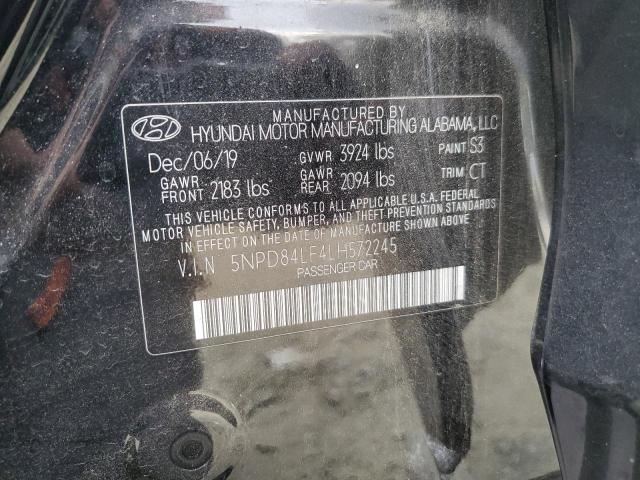 MANUFACTURED BY
HYUNDAI MOTOR MANUFACTURING ALABAMA, LLC
Dec/06/19 GVWR 3924 lbs PAINT S3
GAWR FRONT 2183 lbs GAWR REAR 2094 lbs TRIM CT
THIS VEHICLE CONFORMS TO ALL APPLICABLE U.S.A. FEDERAL
MOTOR VEHICLE SAFETY, BUMPER, AND THEFT PREVENTION STANDARDS
IN EFFECT ON THE DATE OF MANUFACTURE SHOWN ABOVE.
V.I.N 5NPD84LF4LH572245
PASSENGER CAR